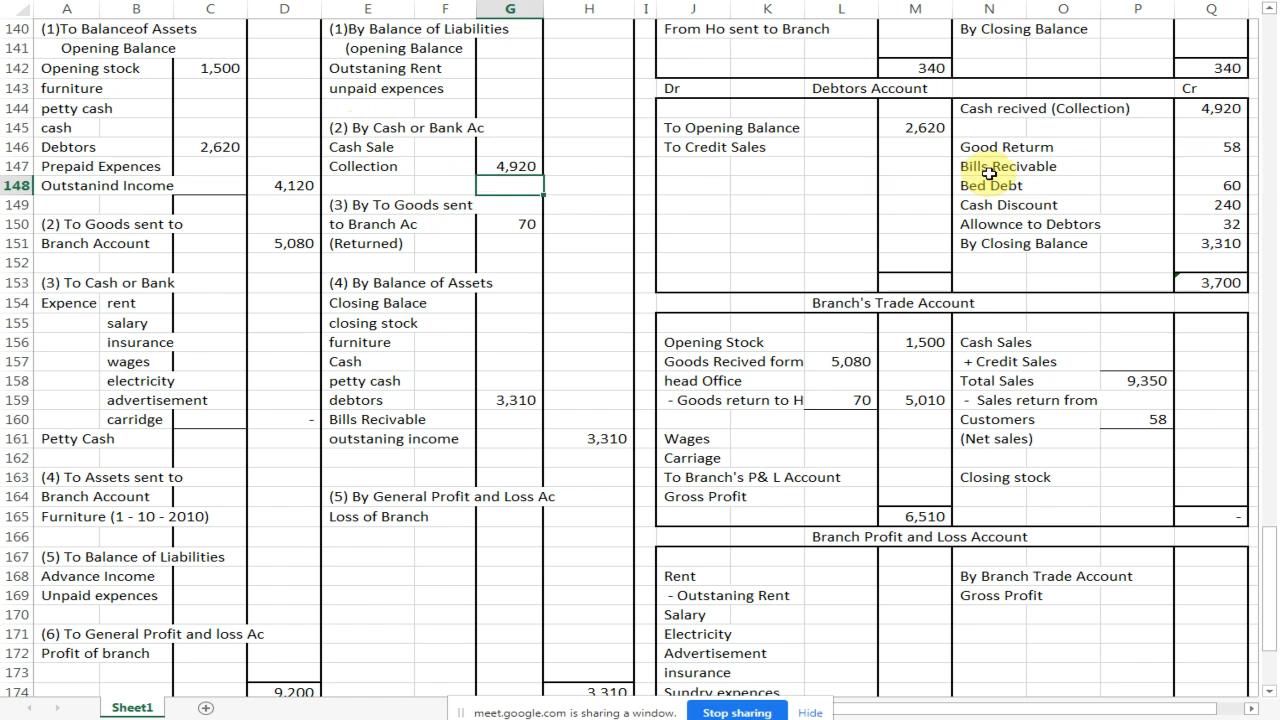 A B C D E F G H I J K L M N O P Q
140 (1)To Balanceof Assets (1)By Balance of Liabilities From Ho sent to Branch By Closing Balance
141 Opening Balance (opening Balance
142 Opening stock 1,500 Outstaning Rent 340 340
143 furniture unpaid expences Dr Debtors Account Cr
144 petty cash Cash recived (Collection) 4,920
145 cash (2) By Cash or Bank Ac To Opening Balance 2,620
146 Debtors 2,620 Cash Sale To Credit Sales Good Returm 58
147 Prepaid Expences Collection 4,920 Bills Recivable
148 Outstanind Income 4,120 Bed Debt 60
149 (3) By To Goods sent Cash Discount 240
150 (2) To Goods sent to to Branch Ac 70 Allownce to Debtors 32
151 Branch Account 5,080 (Returned) By Closing Balance 3,310
152
153 (3) To Cash or Bank (4) By Balance of Assets 3,700
154 Expence rent Closing Balace Branch's Trade Account
155 salary closing stock
156 insurance furniture Opening Stock 1,500 Cash Sales
157 wages Cash Goods Recived form 5,080 + Credit Sales
158 electricity petty cash head Office Total Sales 9,350
159 advertisement debtors 3,310 - Goods return to H 70 5,010 - Sales return from
160 carridge - Bills Recivable Customers 58
161 Petty Cash outstaning income 3,310 Wages (Net sales)
162 Carriage
163 (4) To Assets sent to To Branch's P& L Account Closing stock
164 Branch Account (5) By General Profit and Loss Ac Gross Profit
165 Furniture (1 - 10 - 2010) Loss of Branch 6,510 -
166 Branch Profit and Loss Account
167 (5) To Balance of Liabilities
168 Advance Income Rent By Branch Trade Account
169 Unpaid expences - Outstaning Rent Gross Profit
170 Salary
171 (6) To General Profit and loss Ac Electricity
172 Profit of branch Advertisement
173 insurance
174 9,200 3,310 Sundry expences
Sheet1
meet.google.com is sharing a window. Stop sharing Hide